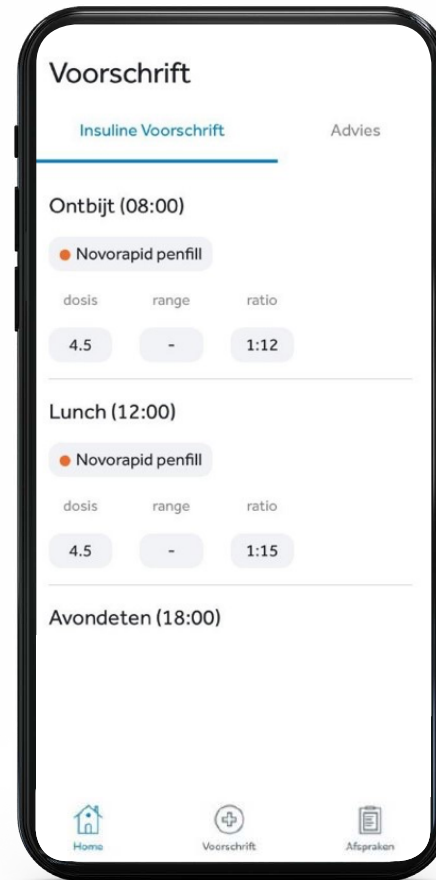 Voorschrift
Insuline Voorschrift Advies
Ontbijt (08:00)
Novorapid penfill
dosis range ratio
4.5 - 1:12
Lunch (12:00)
Novorapid penfill
dosis range ratio
4.5 - 1:15
Avondeten (18:00)
Home Voorschrift Afspraken